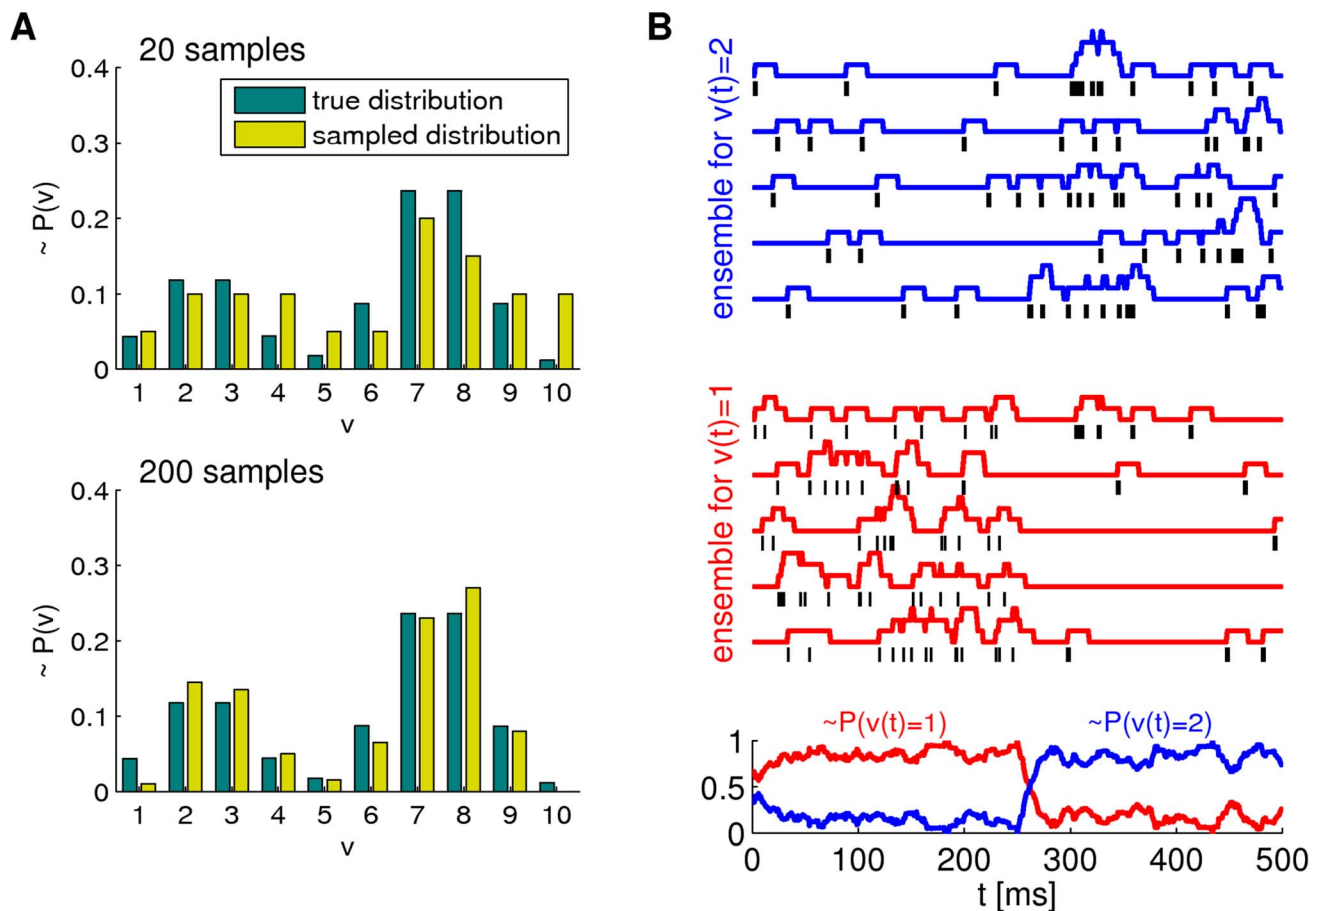 A
20 samples
0.4
0.3
0.2
0.1
0
~ P(v)
true distribution
sampled distribution
1 2 3 4 5 6 7 8 9 10
v
200 samples
0.4
0.3
0.2
0.1
0
~ P(v)
1 2 3 4 5 6 7 8 9 10
v
B
ensemble for v(t)=2
ensemble for v(t)=1
~P(v(t)=1) ~P(v(t)=2)
1
0.5
0
0 100 200 300 400 500
t [ms]